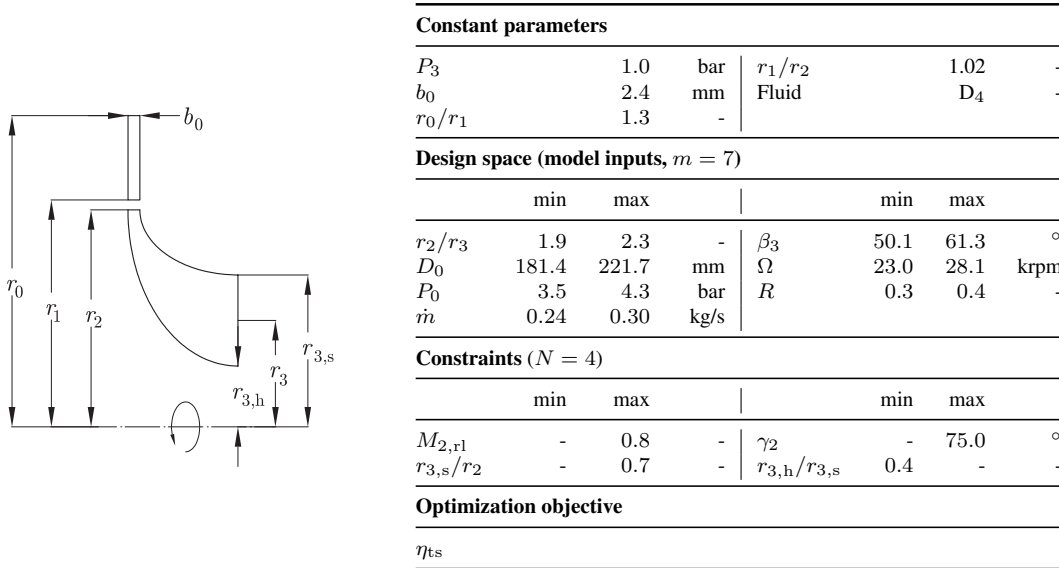 b₀
r₀
r₁
r₂
r₃,ₕ
r₃
r₃,ₛ
Constant parameters
P₃ 1.0 bar r₁/r₂ 1.02 -
b₀ 2.4 mm Fluid D₄ -
r₀/r₁ 1.3 -
Design space (model inputs, m = 7)
min max min max
r₂/r₃ 1.9 2.3 - β₃ 50.1 61.3 °
D₀ 181.4 221.7 mm Ω 23.0 28.1 krpm
P₀ 3.5 4.3 bar R 0.3 0.4 -
ṁ 0.24 0.30 kg/s
Constraints (N = 4)
min max min max
M₂,ᵣₗ - 0.8 - γ₂ - 75.0 °
r₃,ₛ/r₂ - 0.7 - r₃,ₕ/r₃,ₛ 0.4 - -
Optimization objective
ηₜₛ